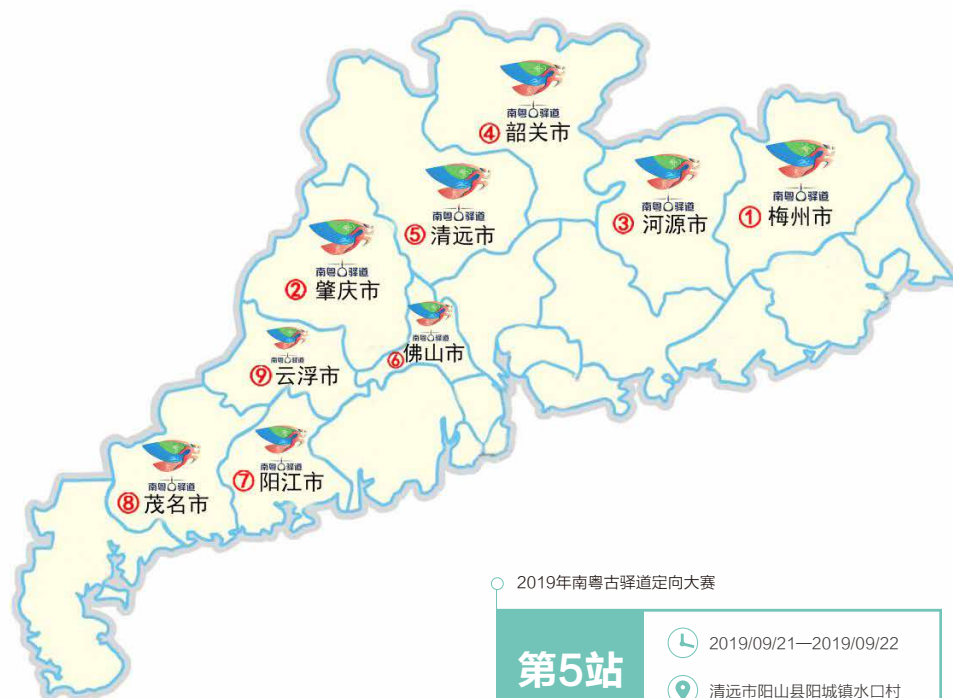 南粤古驿道
④韶关市
南粤古驿道
①梅州市
南粤古驿道
③河源市
南粤古驿道
⑤清远市
南粤古驿道
②肇庆市
南粤古驿道
⑥佛山市
南粤古驿道
⑨云浮市
南粤古驿道
⑦阳江市
南粤古驿道
⑧茂名市
2019年南粤古驿道定向大赛
第5站
2019/09/21—2019/09/22
清远市阳山县阳城镇水口村